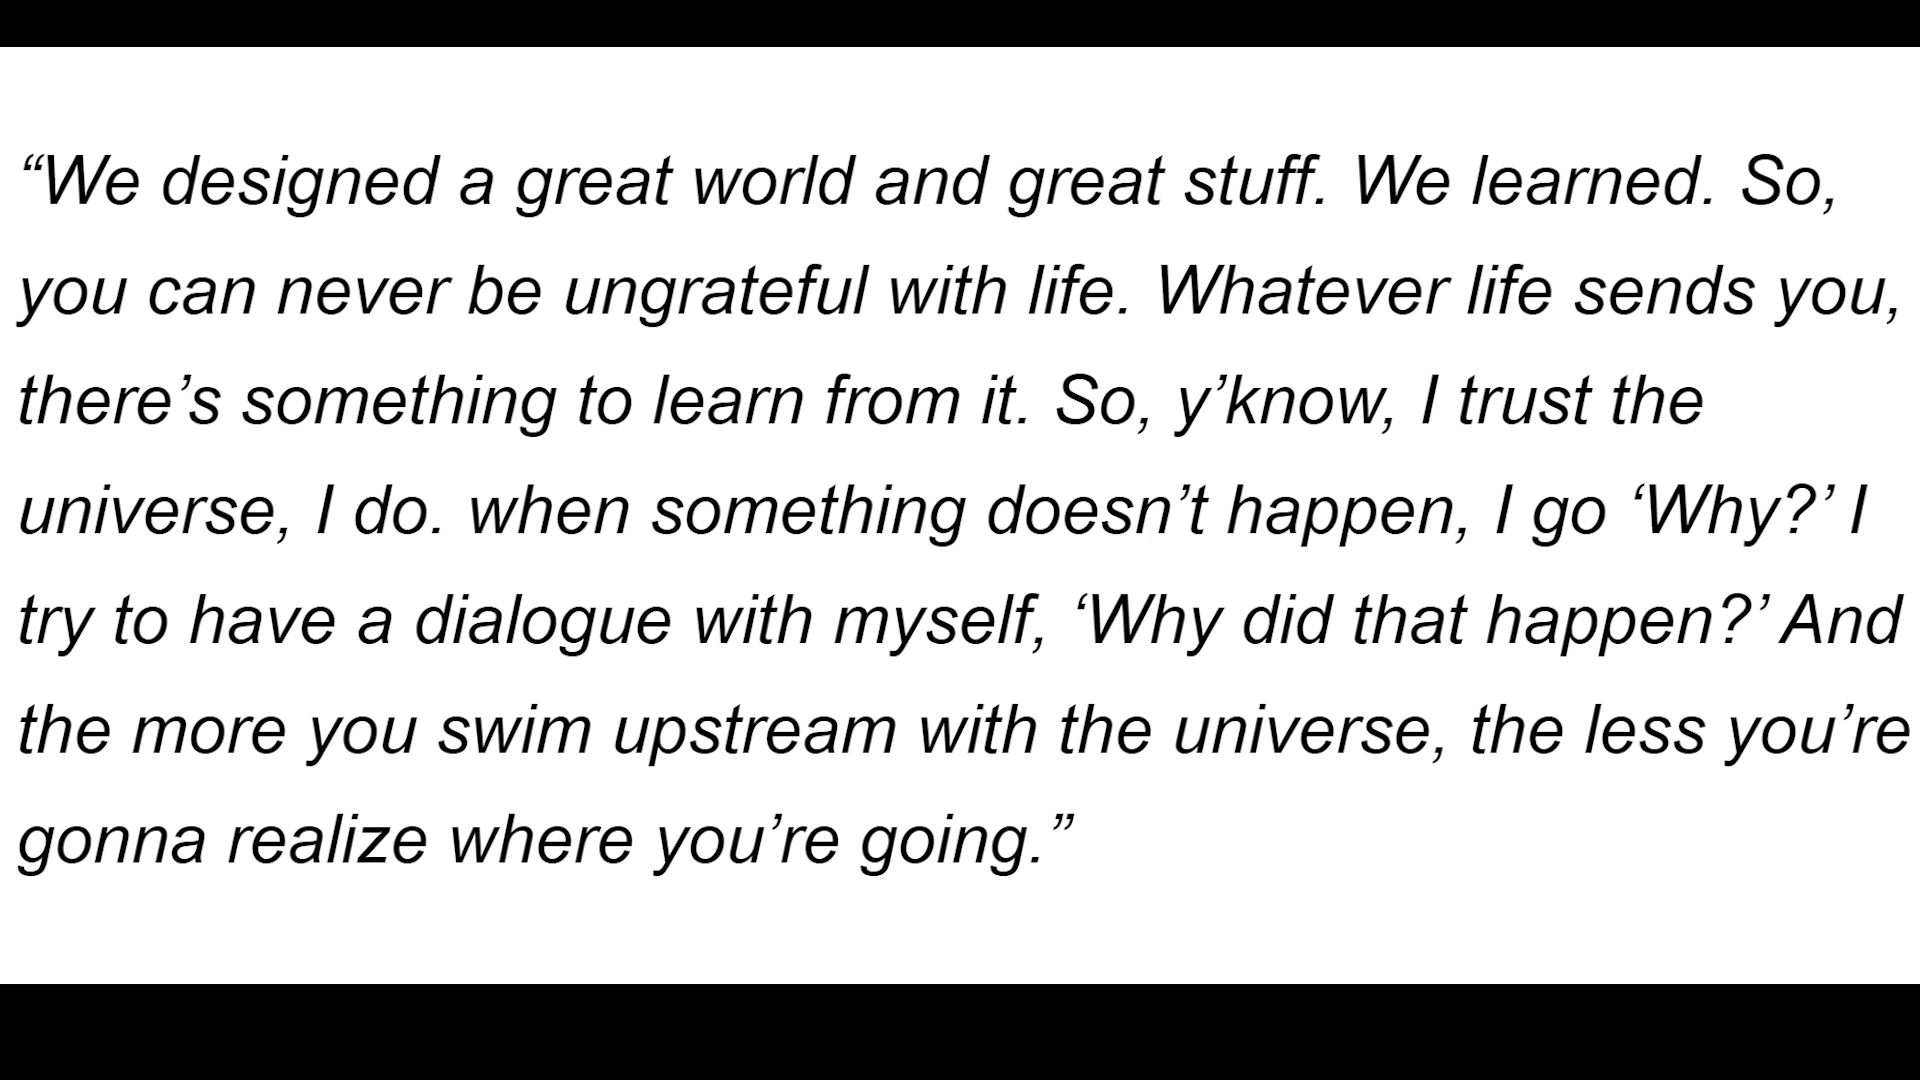 “We designed a great world and great stuff. We learned. So,
you can never be ungrateful with life. Whatever life sends you,
there’s something to learn from it. So, y’know, I trust the
universe, I do. when something doesn’t happen, I go ‘Why?’ I
try to have a dialogue with myself, ‘Why did that happen?’ And
the more you swim upstream with the universe, the less you’re
gonna realize where you’re going.”